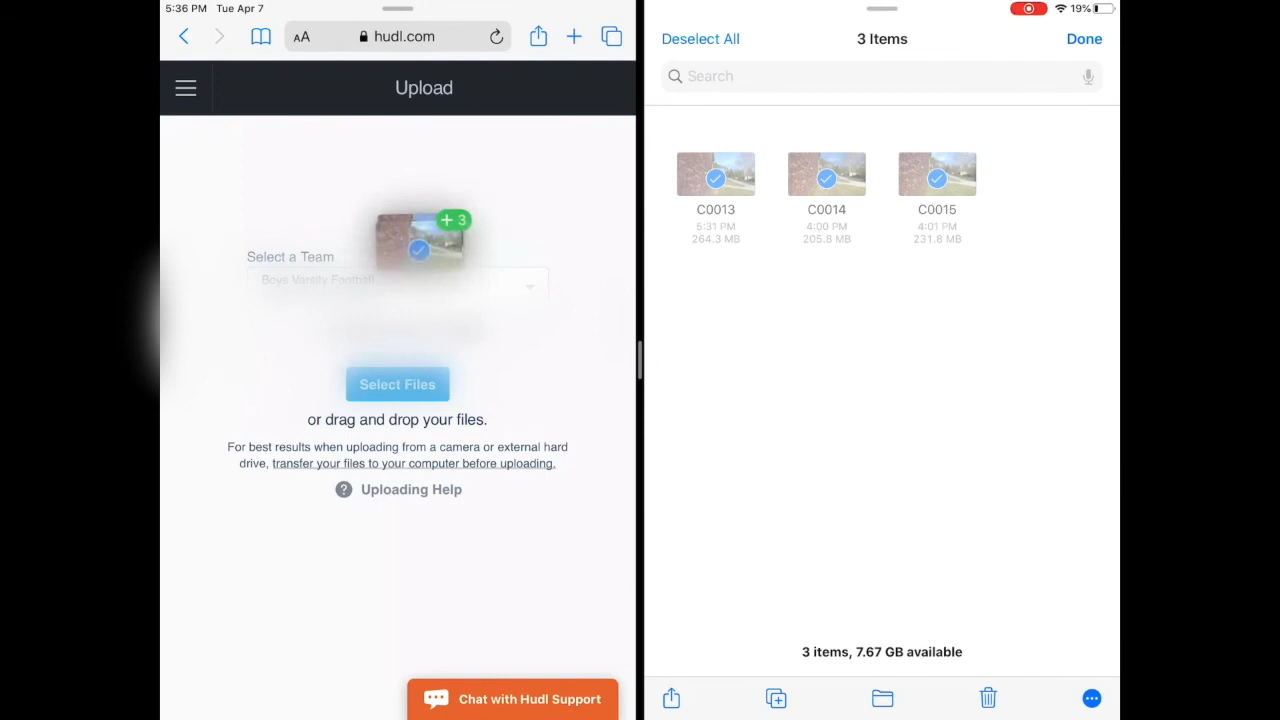 5:36 PM Tue Apr 7
AA hudl.com
Upload
+ 3
Select a Team
Boys Varsity Football
Select Files
or drag and drop your files.
For best results when uploading from a camera or external hard
drive, transfer your files to your computer before uploading.
? Uploading Help
Chat with Hudl Support
19%
Deselect All 3 Items Done
Search
C0013 C0014 C0015
5:31 PM 4:00 PM 4:01 PM
264.3 MB 205.8 MB 231.8 MB
3 items, 7.67 GB available